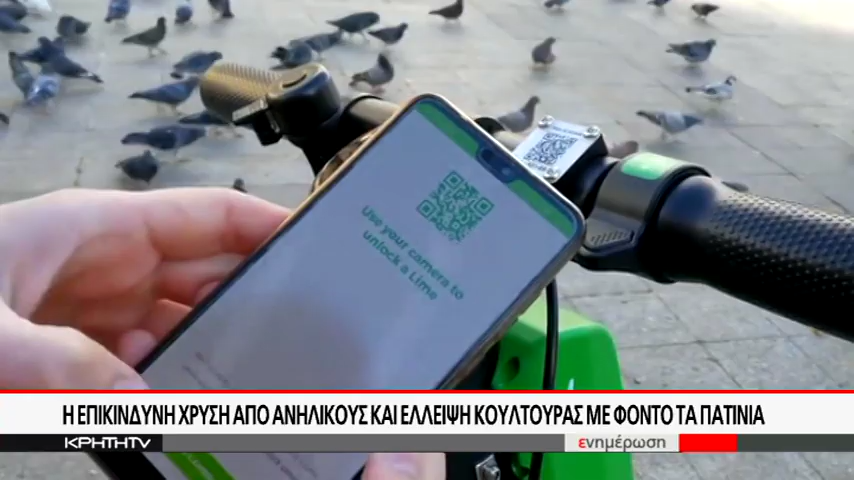 Use your camera to
unlock a Lime
Η ΕΠΙΚΙΝΔΥΝΗ ΧΡΥΣΗ ΑΠΟ ΑΝΗΛΙΚΟΥΣ ΚΑΙ ΕΛΛΕΙΨΗ ΚΟΥΛΤΟΥΡΑΣ ΜΕ ΦΟΝΤΟ ΤΑ ΠΑΤΙΝΙΑ
ΚΡΗΤΗTV
ενημέρωση